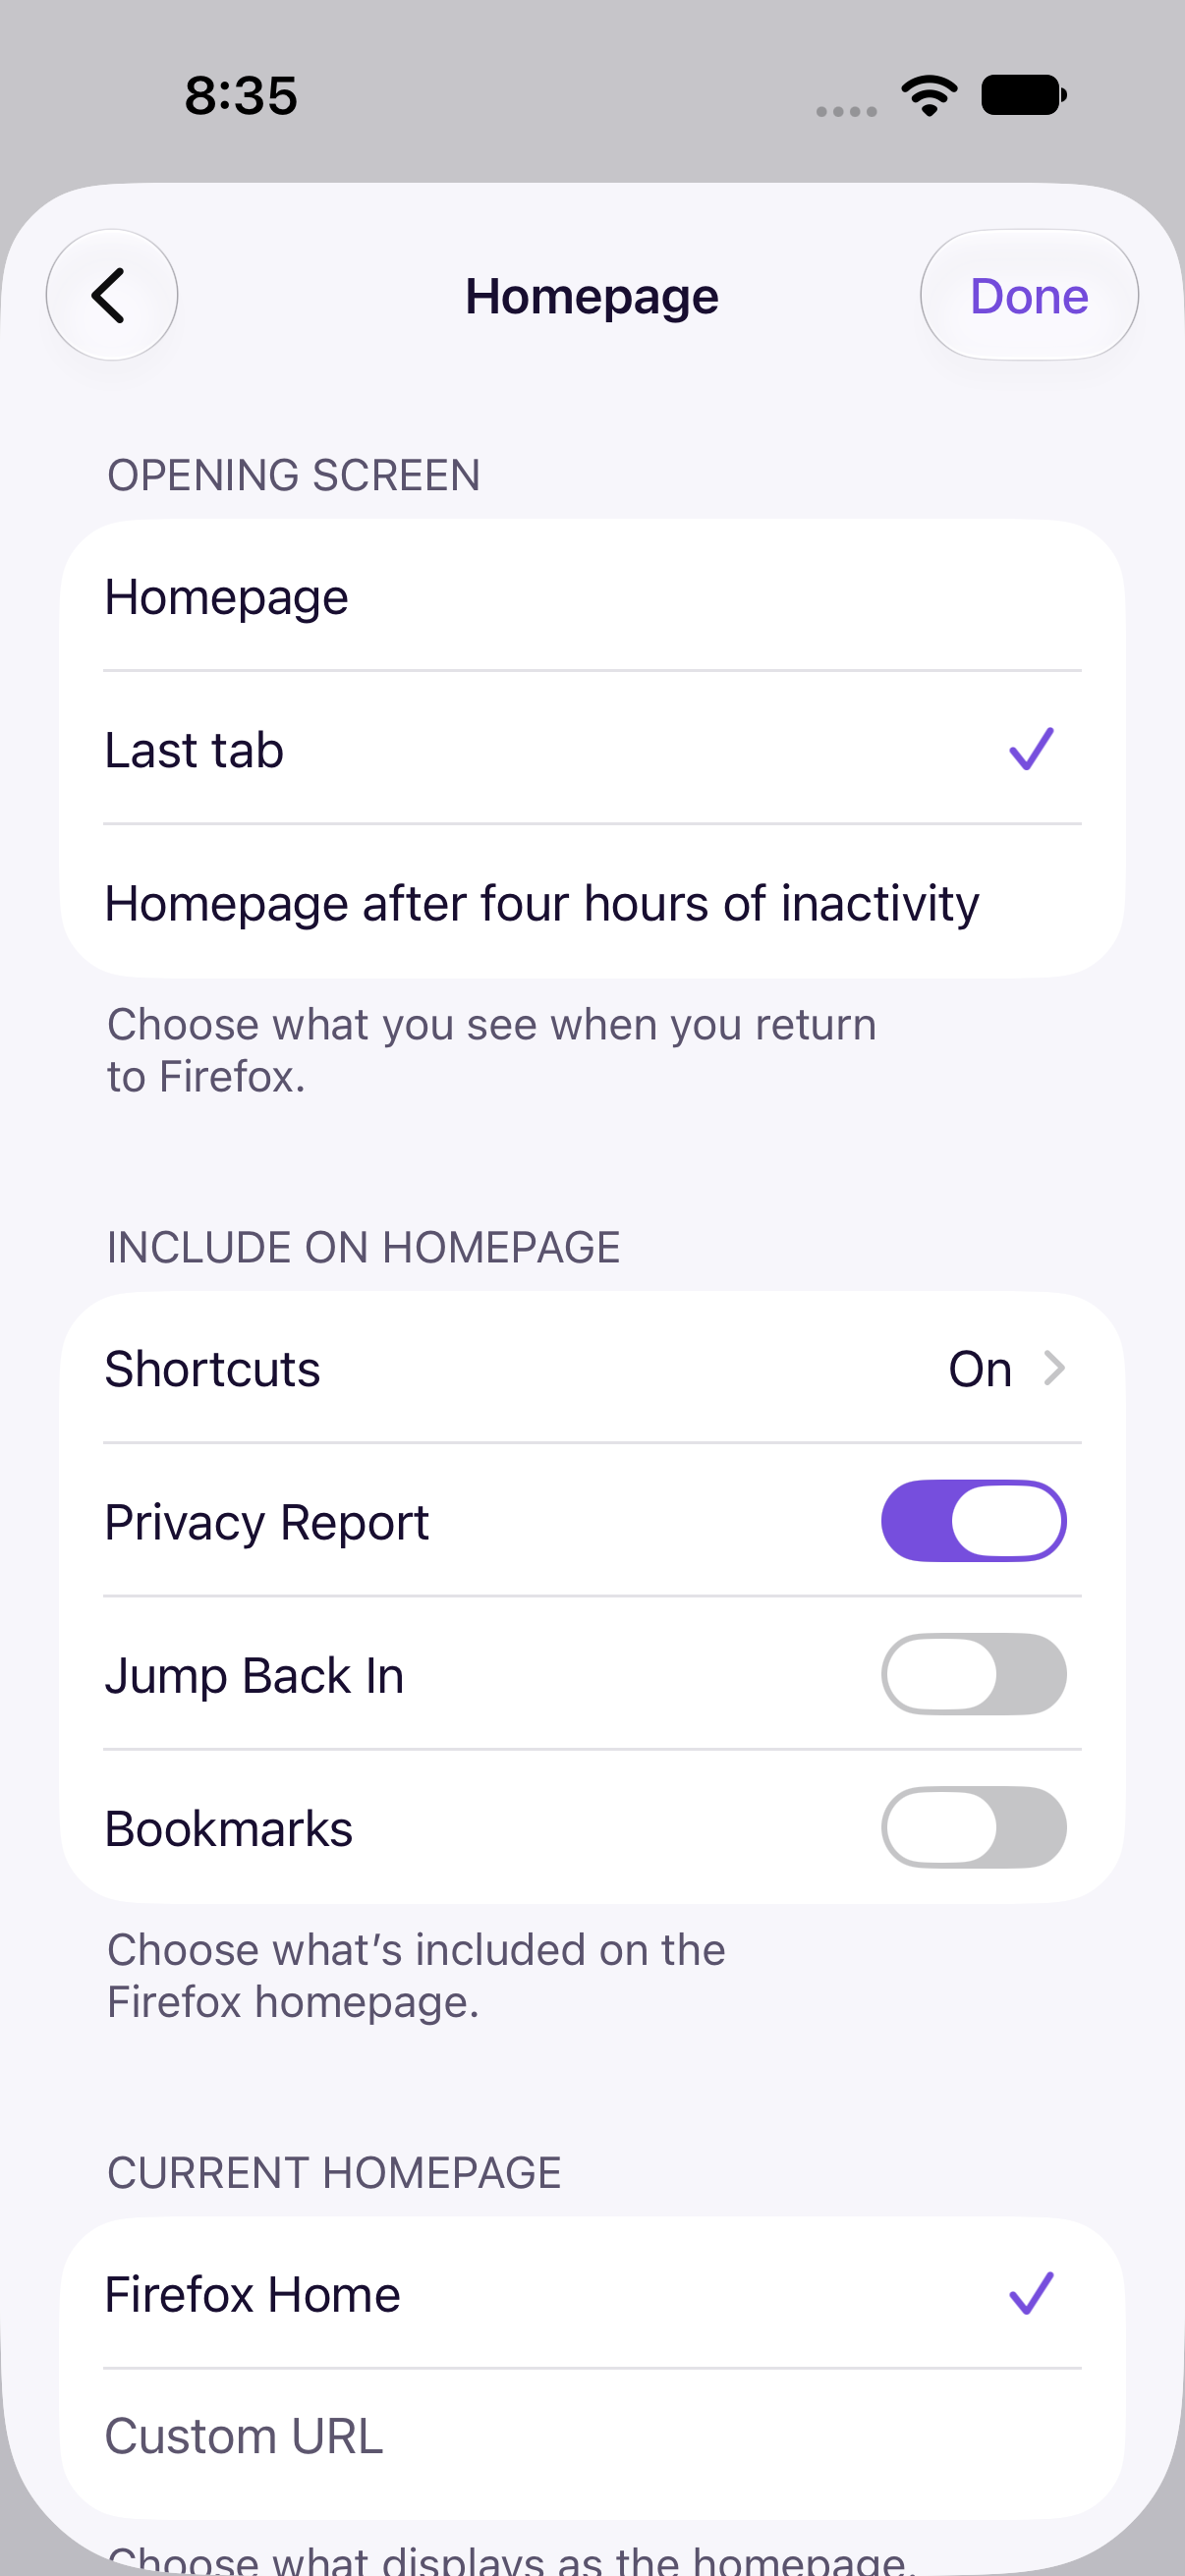 8:35
Homepage
Done
OPENING SCREEN
Homepage
Last tab
Homepage after four hours of inactivity
Choose what you see when you return
to Firefox.
INCLUDE ON HOMEPAGE
Shortcuts On
Privacy Report
Jump Back In
Bookmarks
Choose what’s included on the
Firefox homepage.
CURRENT HOMEPAGE
Firefox Home
Custom URL
Choose what displays as the homepage.